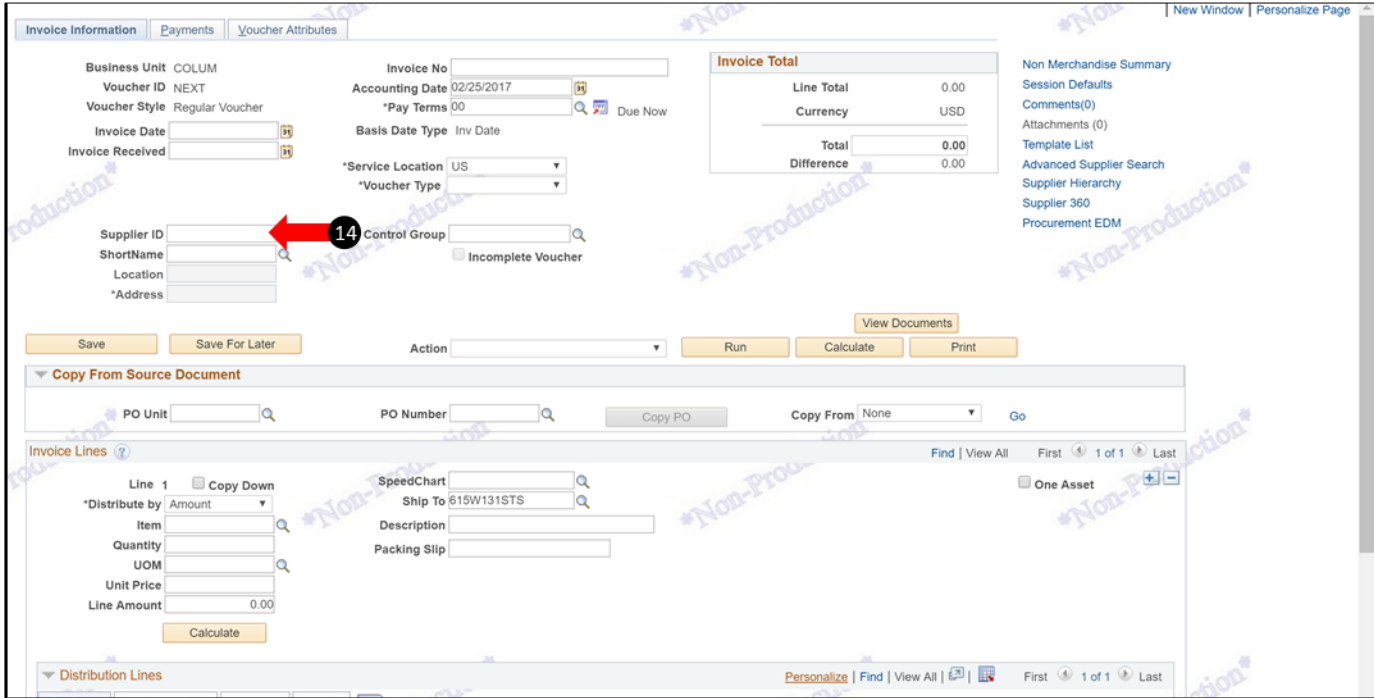 New Window | Personalize Page
Invoice Information Payments Voucher Attributes
Business Unit COLUM Invoice No Invoice Total Non Merchandise Summary
Voucher ID NEXT Accounting Date 02/25/2017 Line Total 0.00 Session Defaults
Voucher Style Regular Voucher *Pay Terms 00 Due Now Currency USD Comments(0)
Invoice Date Basis Date Type Inv Date Attachments (0)
Invoice Received Total 0.00 Template List
*Service Location US Difference 0.00 Advanced Supplier Search
*Voucher Type Supplier Hierarchy
Supplier 360
Procurement EDM
Supplier ID 14 Control Group
ShortName Incomplete Voucher
Location
*Address
View Documents
Save Save For Later Action Run Calculate Print
Copy From Source Document
PO Unit PO Number Copy PO Copy From None Go
Invoice Lines ? Find | View All First 1 of 1 Last
Line 1 Copy Down SpeedChart One Asset
*Distribute by Amount Ship To 615W131STS
Item Description
Quantity Packing Slip
UOM
Unit Price
Line Amount 0.00
Calculate
Distribution Lines Personalize | Find | View All | First 1 of 1 Last
*Non-Production*